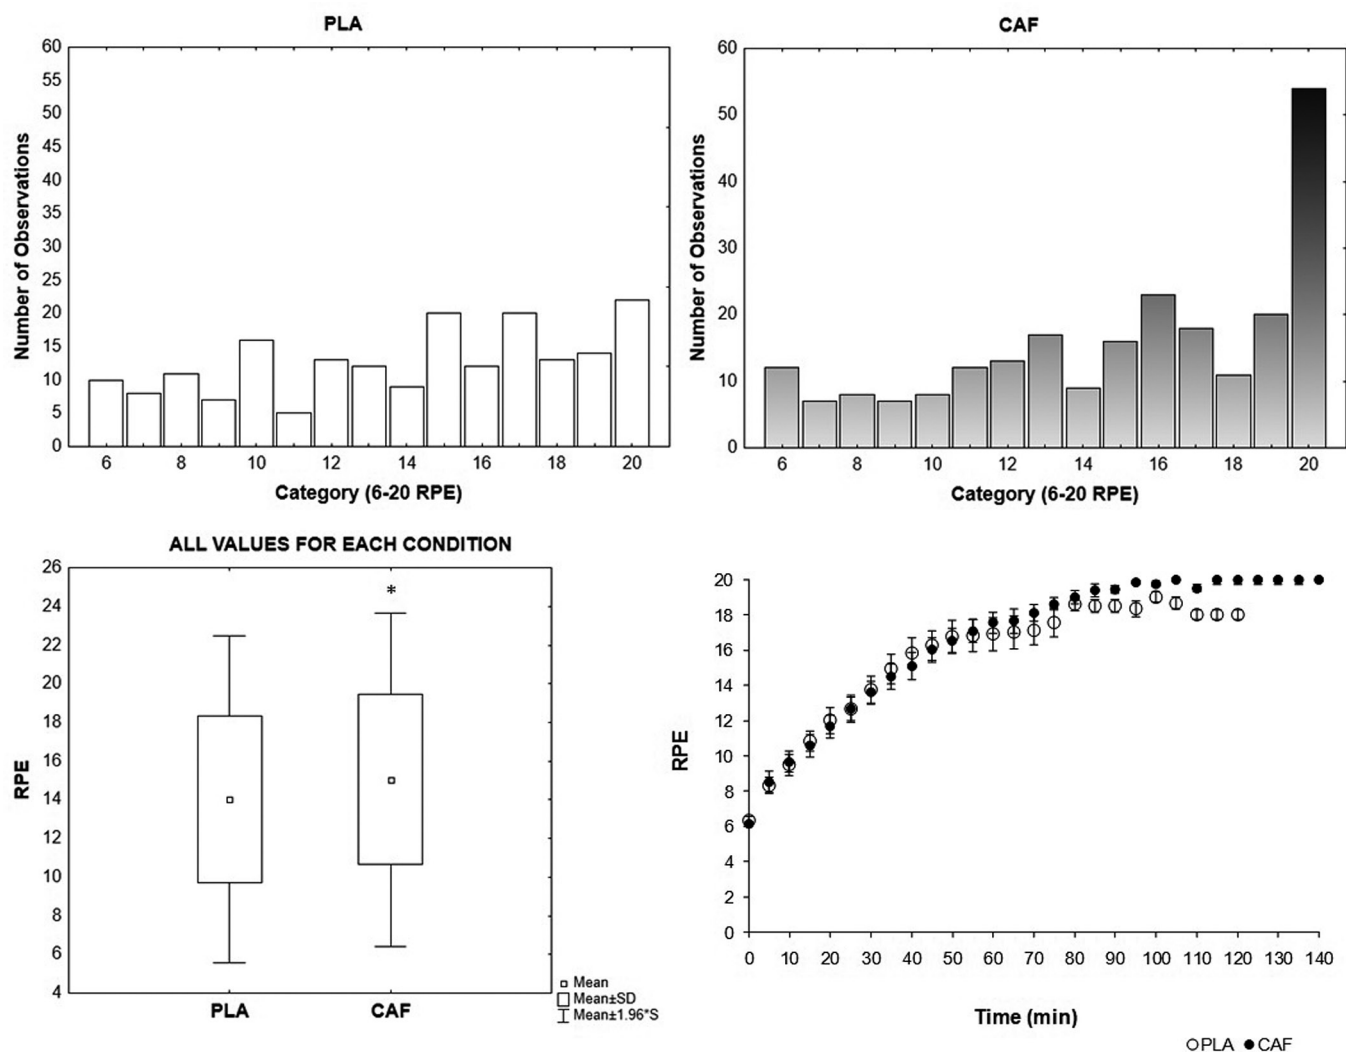 PLA
60
55
50
45
40
35
30
25
20
15
10
5
0
Number of Observations
6 8 10 12 14 16 18 20
Category (6-20 RPE)
CAF
60
50
40
30
20
10
0
Number of Observations
6 8 10 12 14 16 18 20
Category (6-20 RPE)
ALL VALUES FOR EACH CONDITION
26
24
22
20
18
16
14
12
10
8
6
4
RPE
*
PLA CAF
Mean
Mean±SD
Mean±1.96*S
20
18
16
14
12
10
8
6
4
2
0
RPE
0 10 20 30 40 50 60 70 80 90 100 110 120 130 140
Time (min)
PLA CAF